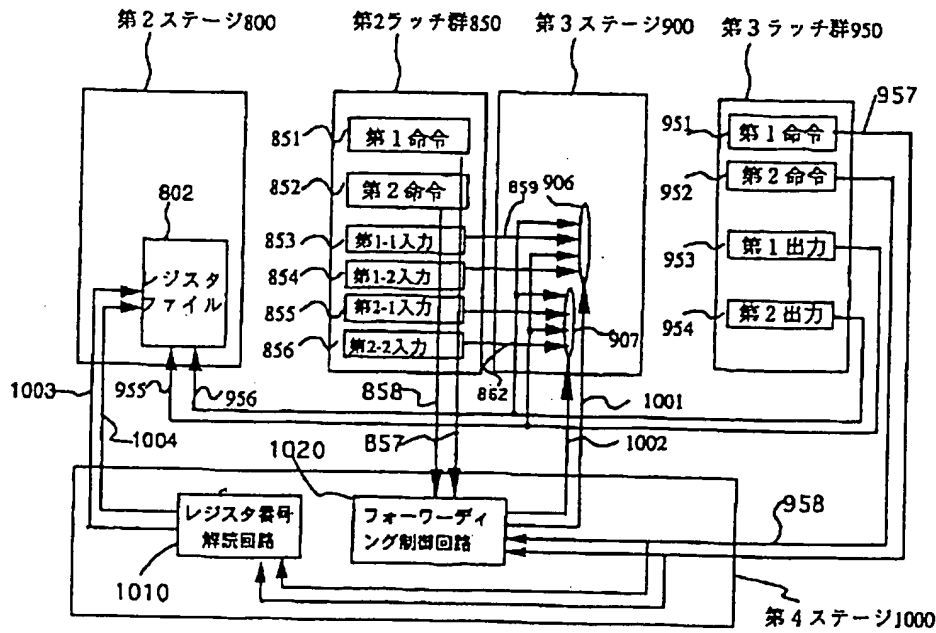 第2ステージ800
第2ラッチ群850
第3ステージ900
第3ラッチ群950
957
851
第1命令
951
第1命令
852
第2命令
952
第2命令
802
906
859
853
第1-1入力
953
第1出力
レジスタ
ファイル
854
第1-2入力
855
第2-1入力
954
第2出力
856
第2-2入力
907
1003
955
956
858
862
1001
1004
857
1002
1020
958
レジスタ番号
解読回路
フォーワーディ
ング制御回路
1010
第4ステージ1000